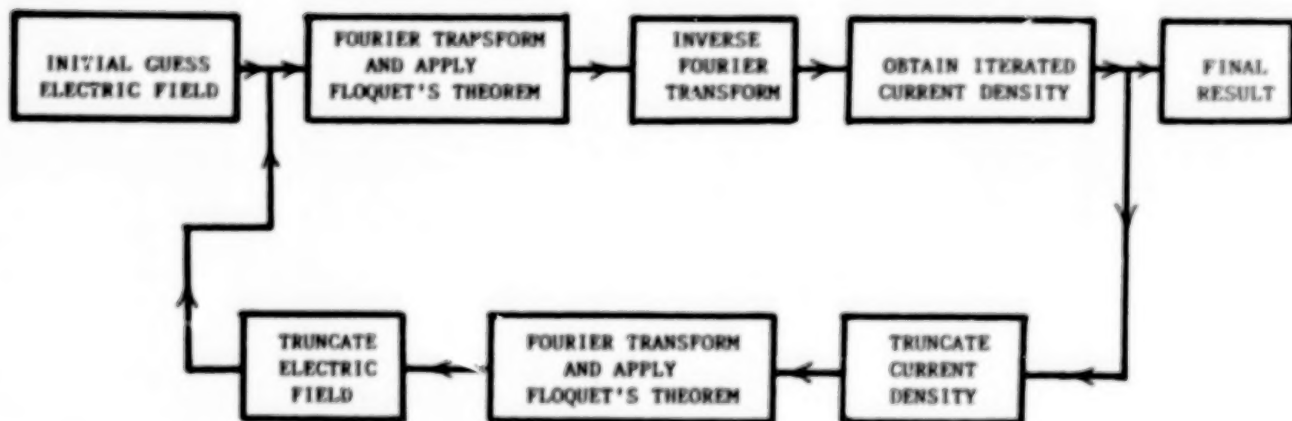 INITIAL GUESS
ELECTRIC FIELD
FOURIER TRANSFORM
AND APPLY
FLOQUET'S THEOREM
INVERSE
FOURIER
TRANSFORM
OBTAIN ITERATED
CURRENT DENSITY
FINAL
RESULT
TRUNCATE
ELECTRIC
FIELD
FOURIER TRANSFORM
AND APPLY
FLOQUET'S THEOREM
TRUNCATE
CURRENT
DENSITY